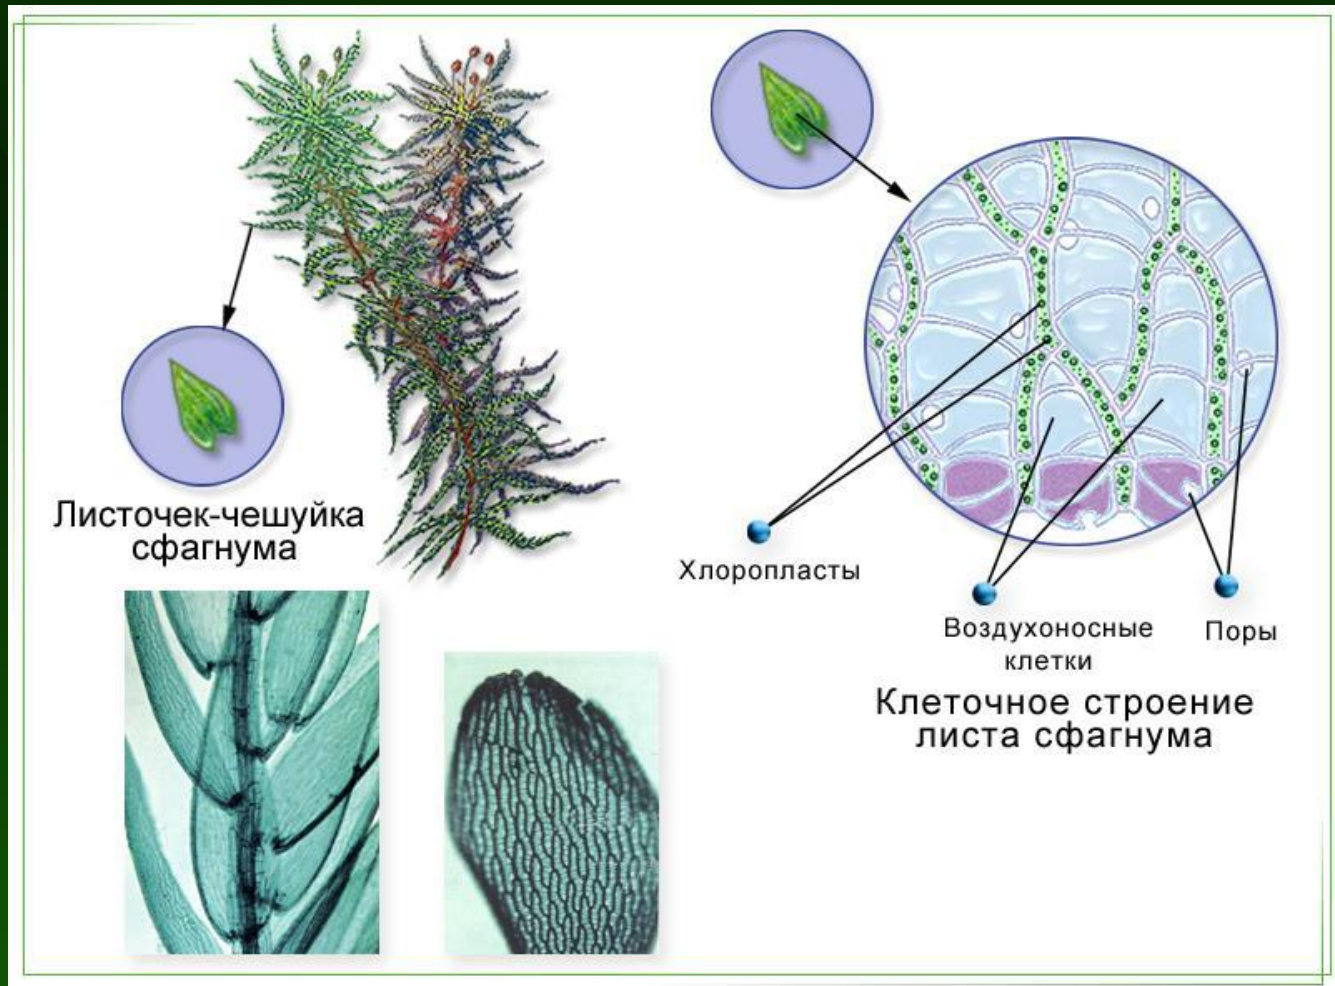 Листочек-чешуйка
сфагнума
Хлоропласты
Воздухоносные
клетки
Поры
Клеточное строение
листа сфагнума